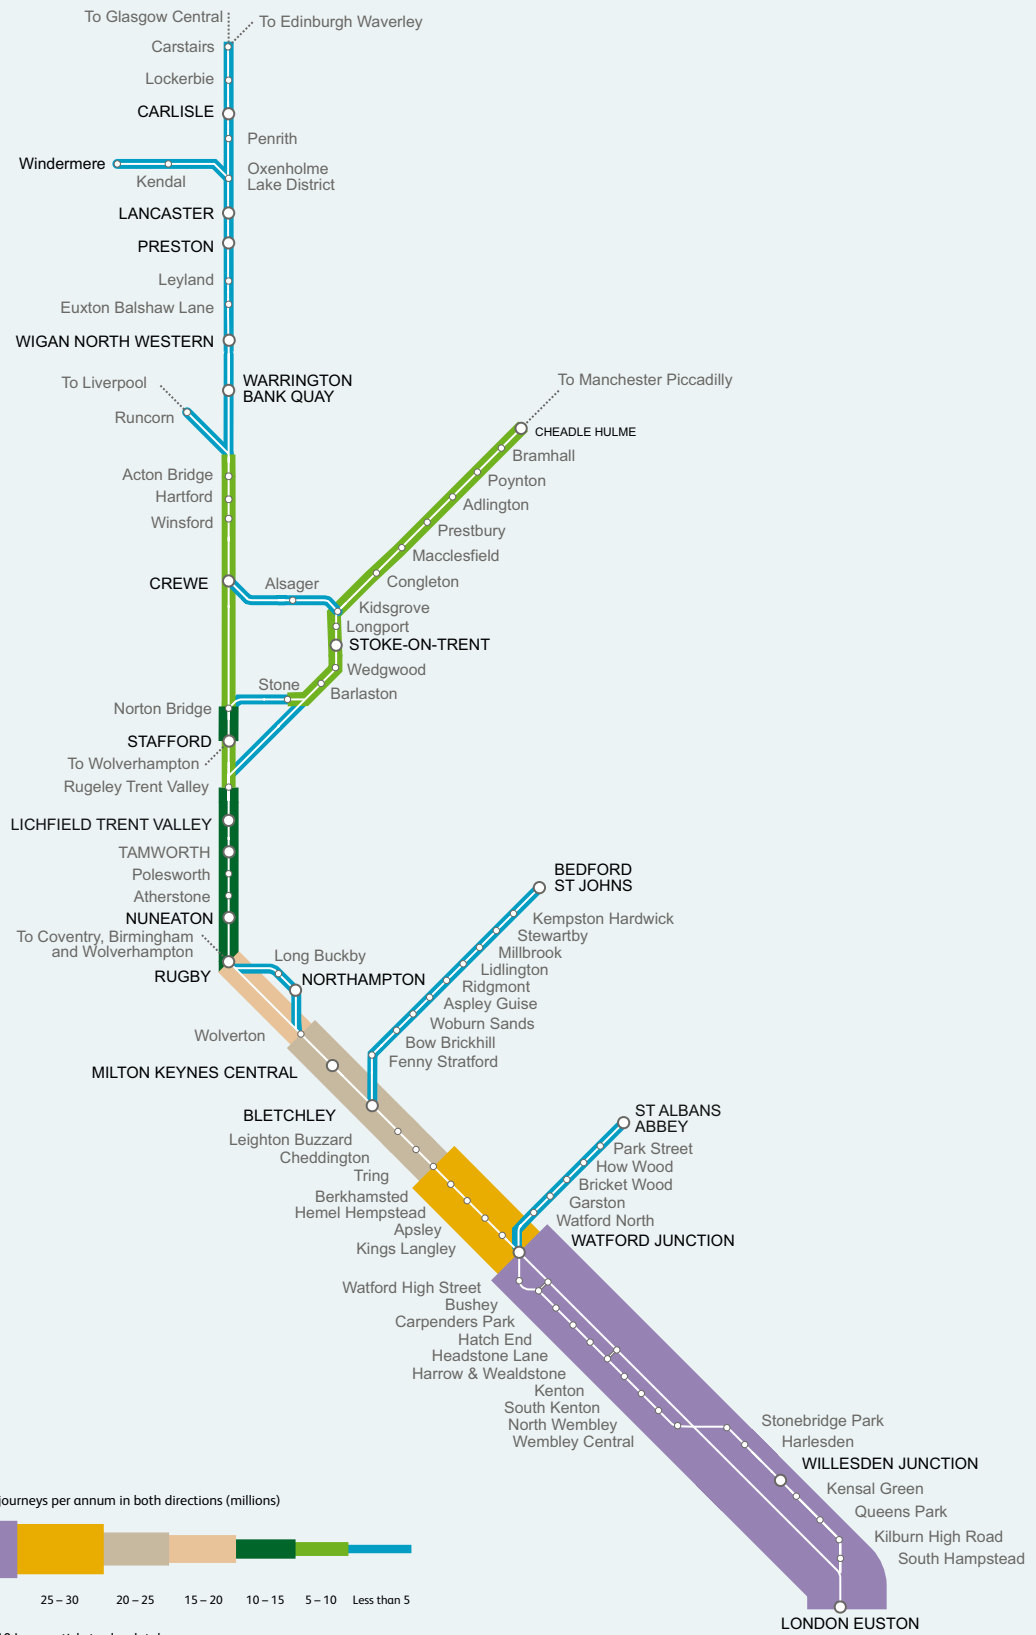 To Glasgow Central
To Edinburgh Waverley
Carstairs
Lockerbie
CARLISLE
Penrith
Windermere
Kendal
Oxenholme
Lake District
LANCASTER
PRESTON
Leyland
Euxton Balshaw Lane
WIGAN NORTH WESTERN
WARRINGTON
BANK QUAY
To Liverpool
Runcorn
To Manchester Piccadilly
CHEADLE HULME
Bramhall
Poynton
Adlington
Prestbury
Macclesfield
Congleton
Kidsgrove
Longport
STOKE-ON-TRENT
Wedgwood
Barlaston
Stone
Acton Bridge
Hartford
Winsford
CREWE
Alsager
Norton Bridge
STAFFORD
To Wolverhampton
Rugeley Trent Valley
LICHFIELD TRENT VALLEY
TAMWORTH
Polesworth
Atherstone
NUNEATON
To Coventry, Birmingham
and Wolverhampton
RUGBY
Long Buckby
NORTHAMPTON
Wolverton
MILTON KEYNES CENTRAL
BLETCHLEY
BEDFORD
ST JOHNS
Kempston Hardwick
Stewartby
Millbrook
Lidlington
Ridgmont
Aspley Guise
Woburn Sands
Bow Brickhill
Fenny Stratford
Leighton Buzzard
Cheddington
Tring
Berkhamsted
Hemel Hempstead
Apsley
Kings Langley
ST ALBANS
ABBEY
Park Street
How Wood
Bricket Wood
Garston
Watford North
WATFORD JUNCTION
Watford High Street
Bushey
Carpenders Park
Hatch End
Headstone Lane
Harrow & Wealdstone
Kenton
South Kenton
North Wembley
Wembley Central
Stonebridge Park
Harlesden
WILLESDEN JUNCTION
Kensal Green
Queens Park
Kilburn High Road
South Hampstead
LONDON EUSTON
journeys per annum in both directions (millions)
25 – 30 20 – 25 15 – 20 10 – 15 5 – 10 Less than 5